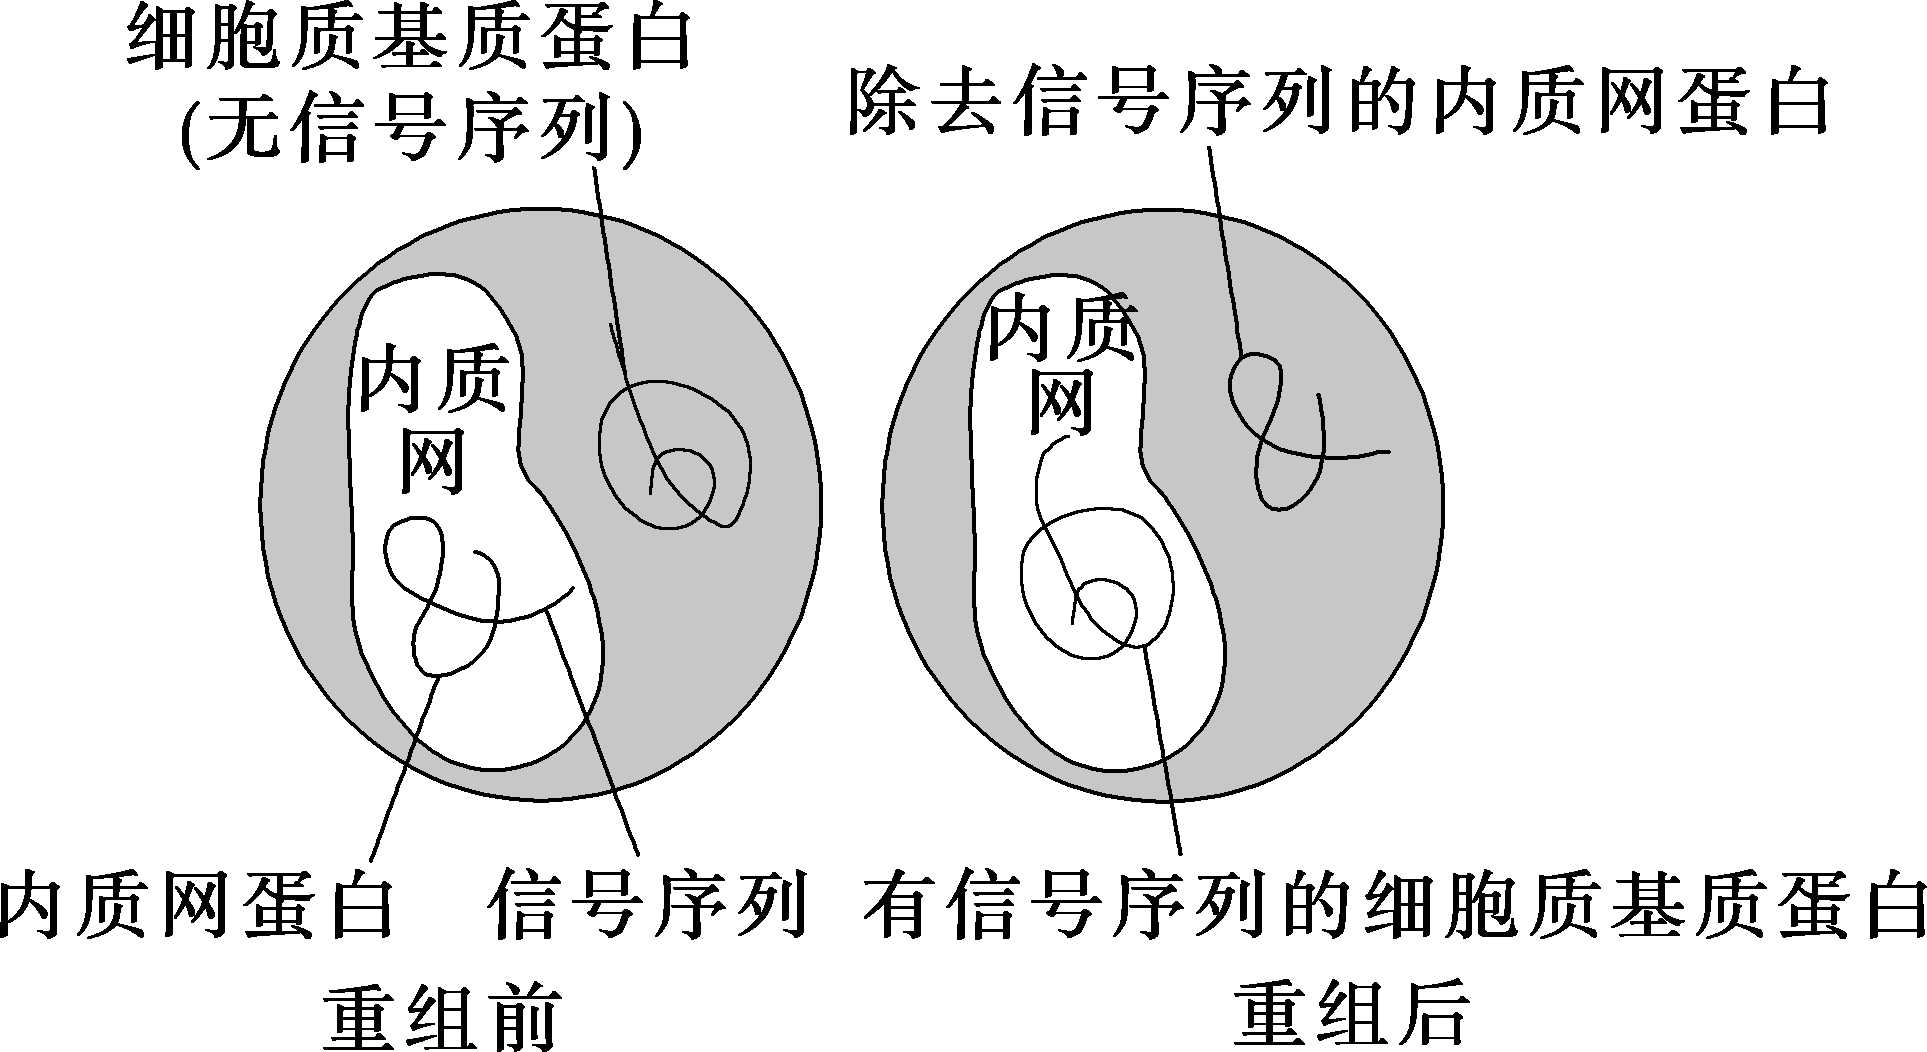 细胞质基质蛋白
(无信号序列)
除去信号序列的内质网蛋白
内质
网
内质
网
内质网蛋白
信号序列
有信号序列的细胞质基质蛋白
重组前
重组后